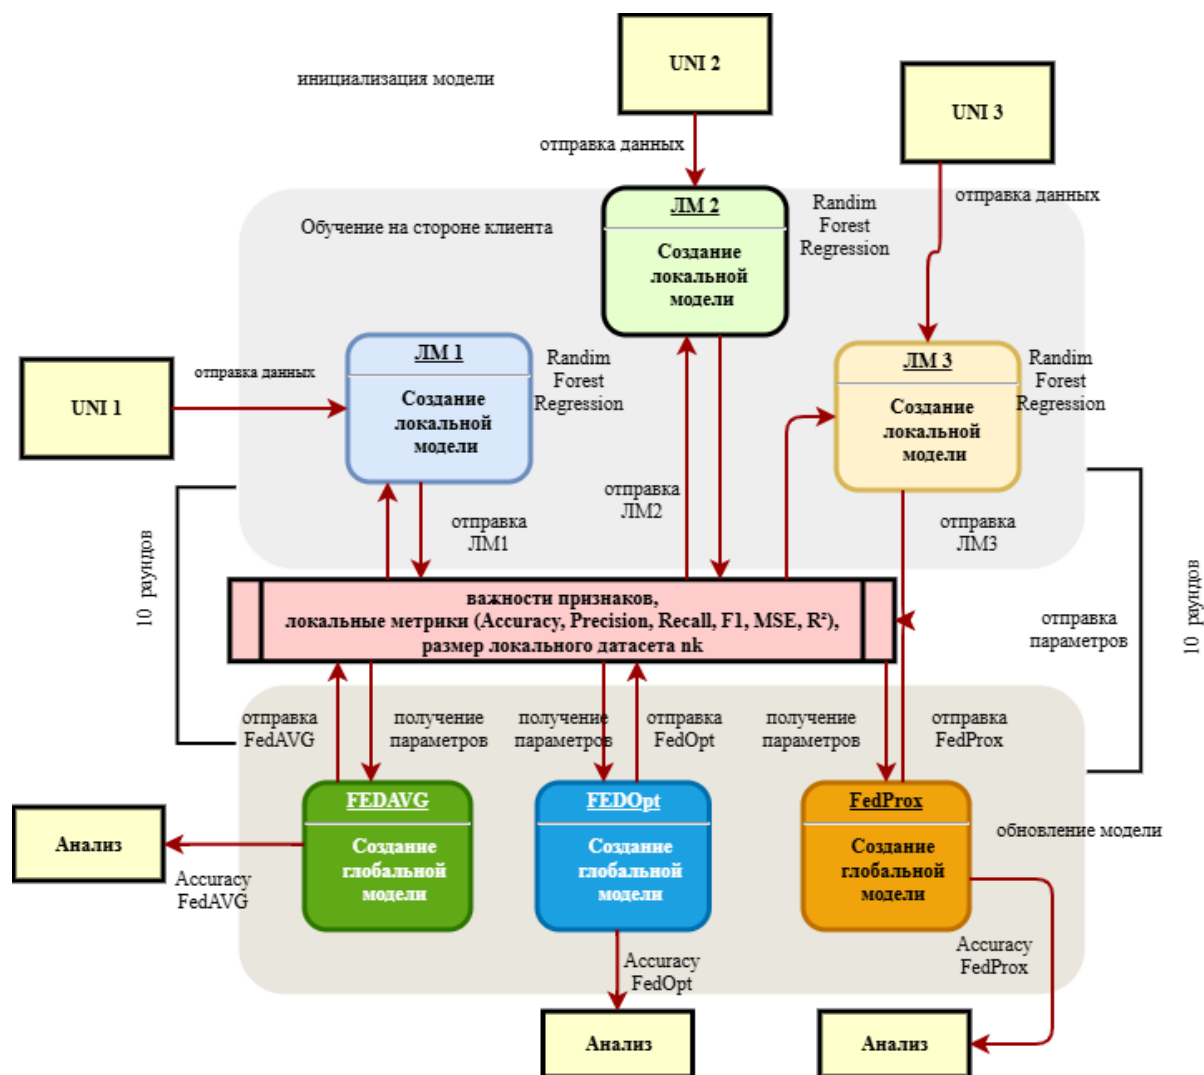 UNI 2
инициализация модели
UNI 3
отправка данных
отправка данных
ЛМ 2
Randim
Forest
Regression
Обучение на стороне клиента
Создание
локальной
модели
ЛМ 1
Randim
Forest
Regression
ЛМ 3
Randim
Forest
Regression
отправка данных
UNI 1
Создание
локальной
модели
Создание
локальной
модели
отправка
ЛМ1
отправка
ЛМ2
отправка
ЛМ3
10 раундов
важности признаков,
локальные метрики (Accuracy, Precision, Recall, F1, MSE, R²),
размер локального датасета nk
отправка
параметров
10 раундов
отправка
FedAVG
получение
параметров
получение
параметров
отправка
FedOpt
получение
параметров
отправка
FedProx
FEDAVG
Создание
глобальной
модели
FEDOpt
Создание
глобальной
модели
FedProx
Создание
глобальной
модели
обновление модели
Анализ
Accuracy
FedAVG
Accuracy
FedOpt
Accuracy
FedProx
Анализ
Анализ